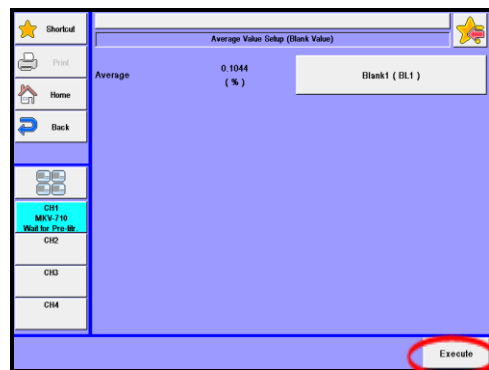 Shortcut
Print
Home
Back
CH1
MKV-710
Wait for Pre-titr.
CH2
CH3
CH4
Average Value Setup (Blank Value)
Average
0.1044
( % )
Blank1 ( BL1 )
Execute